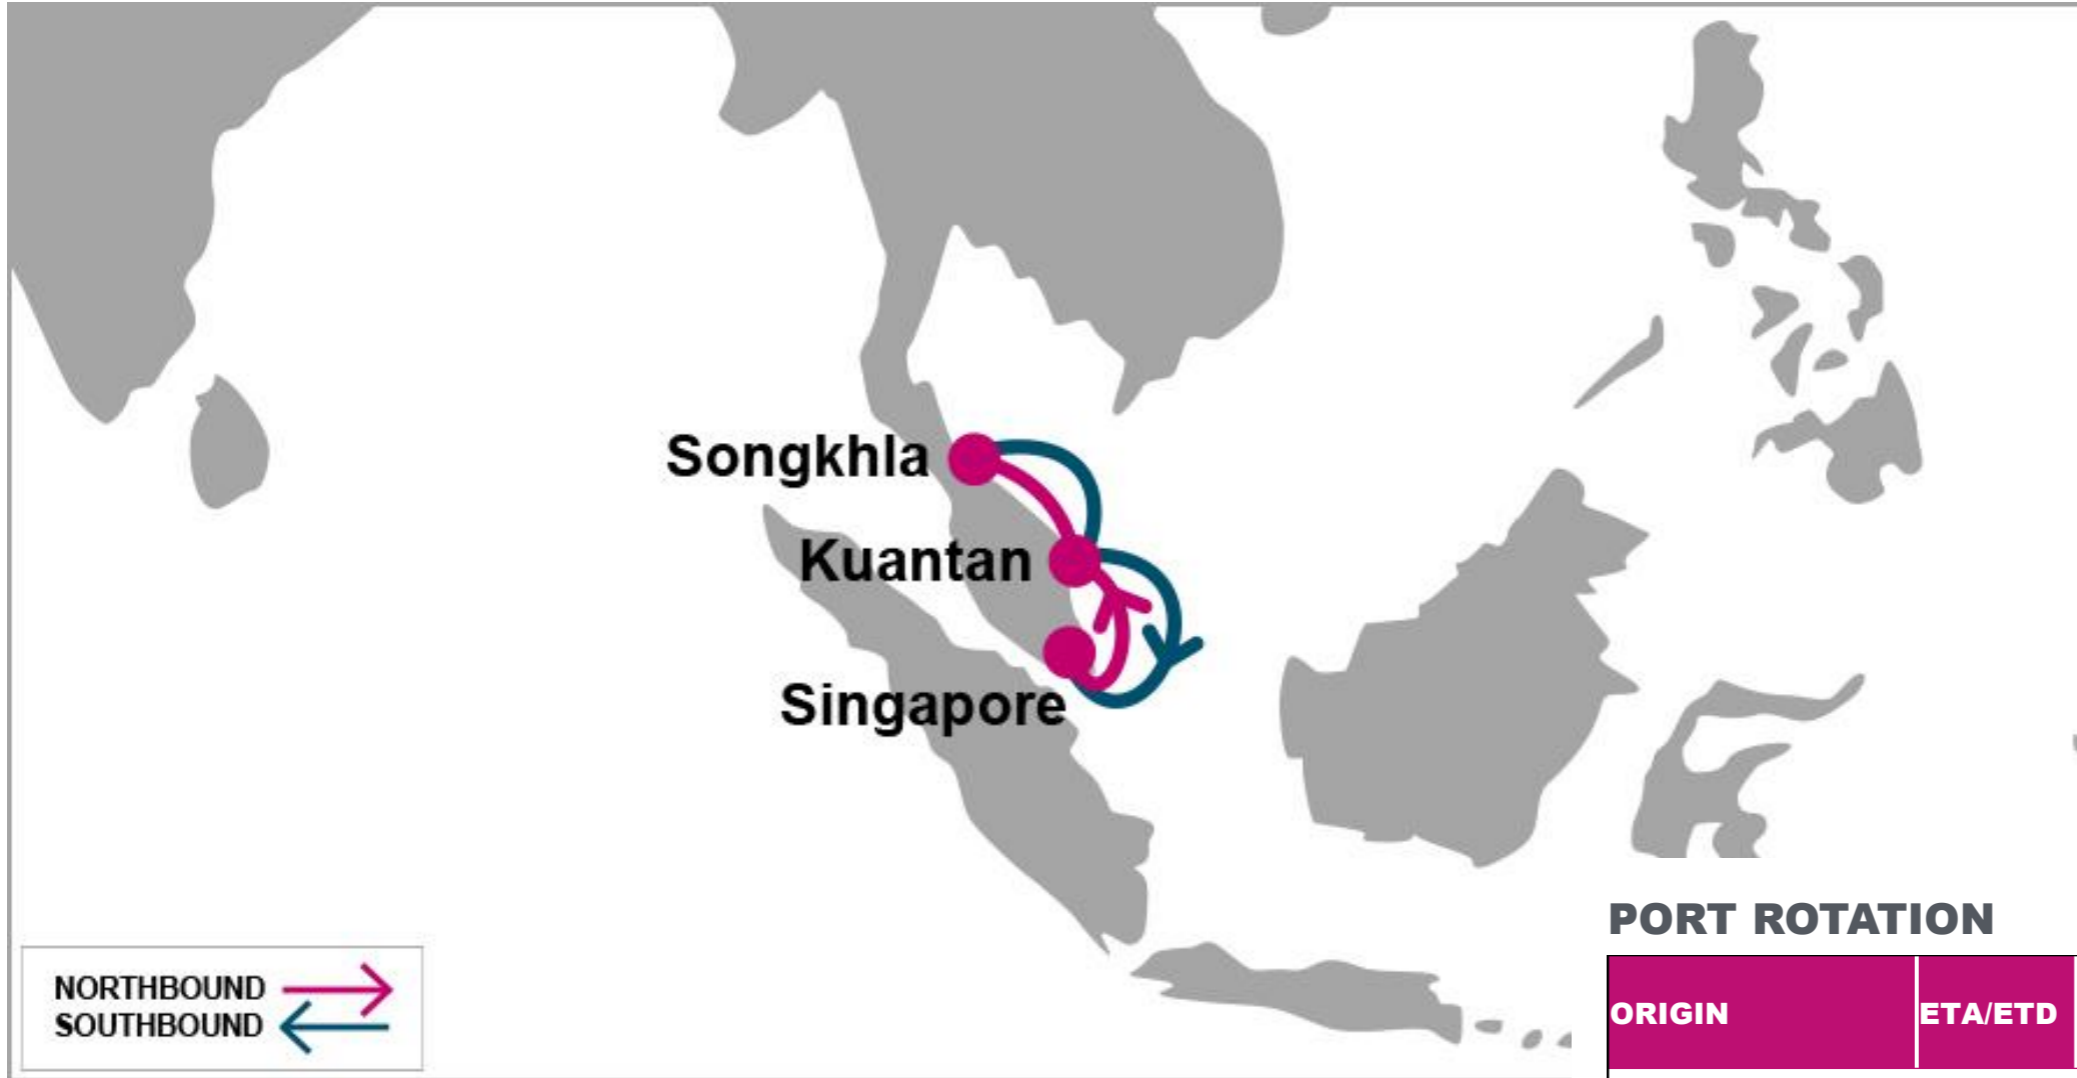 Songkhla
Kuantan
Singapore
PORT ROTATION
ORIGIN ETA/ETD
NORTHBOUND
SOUTHBOUND